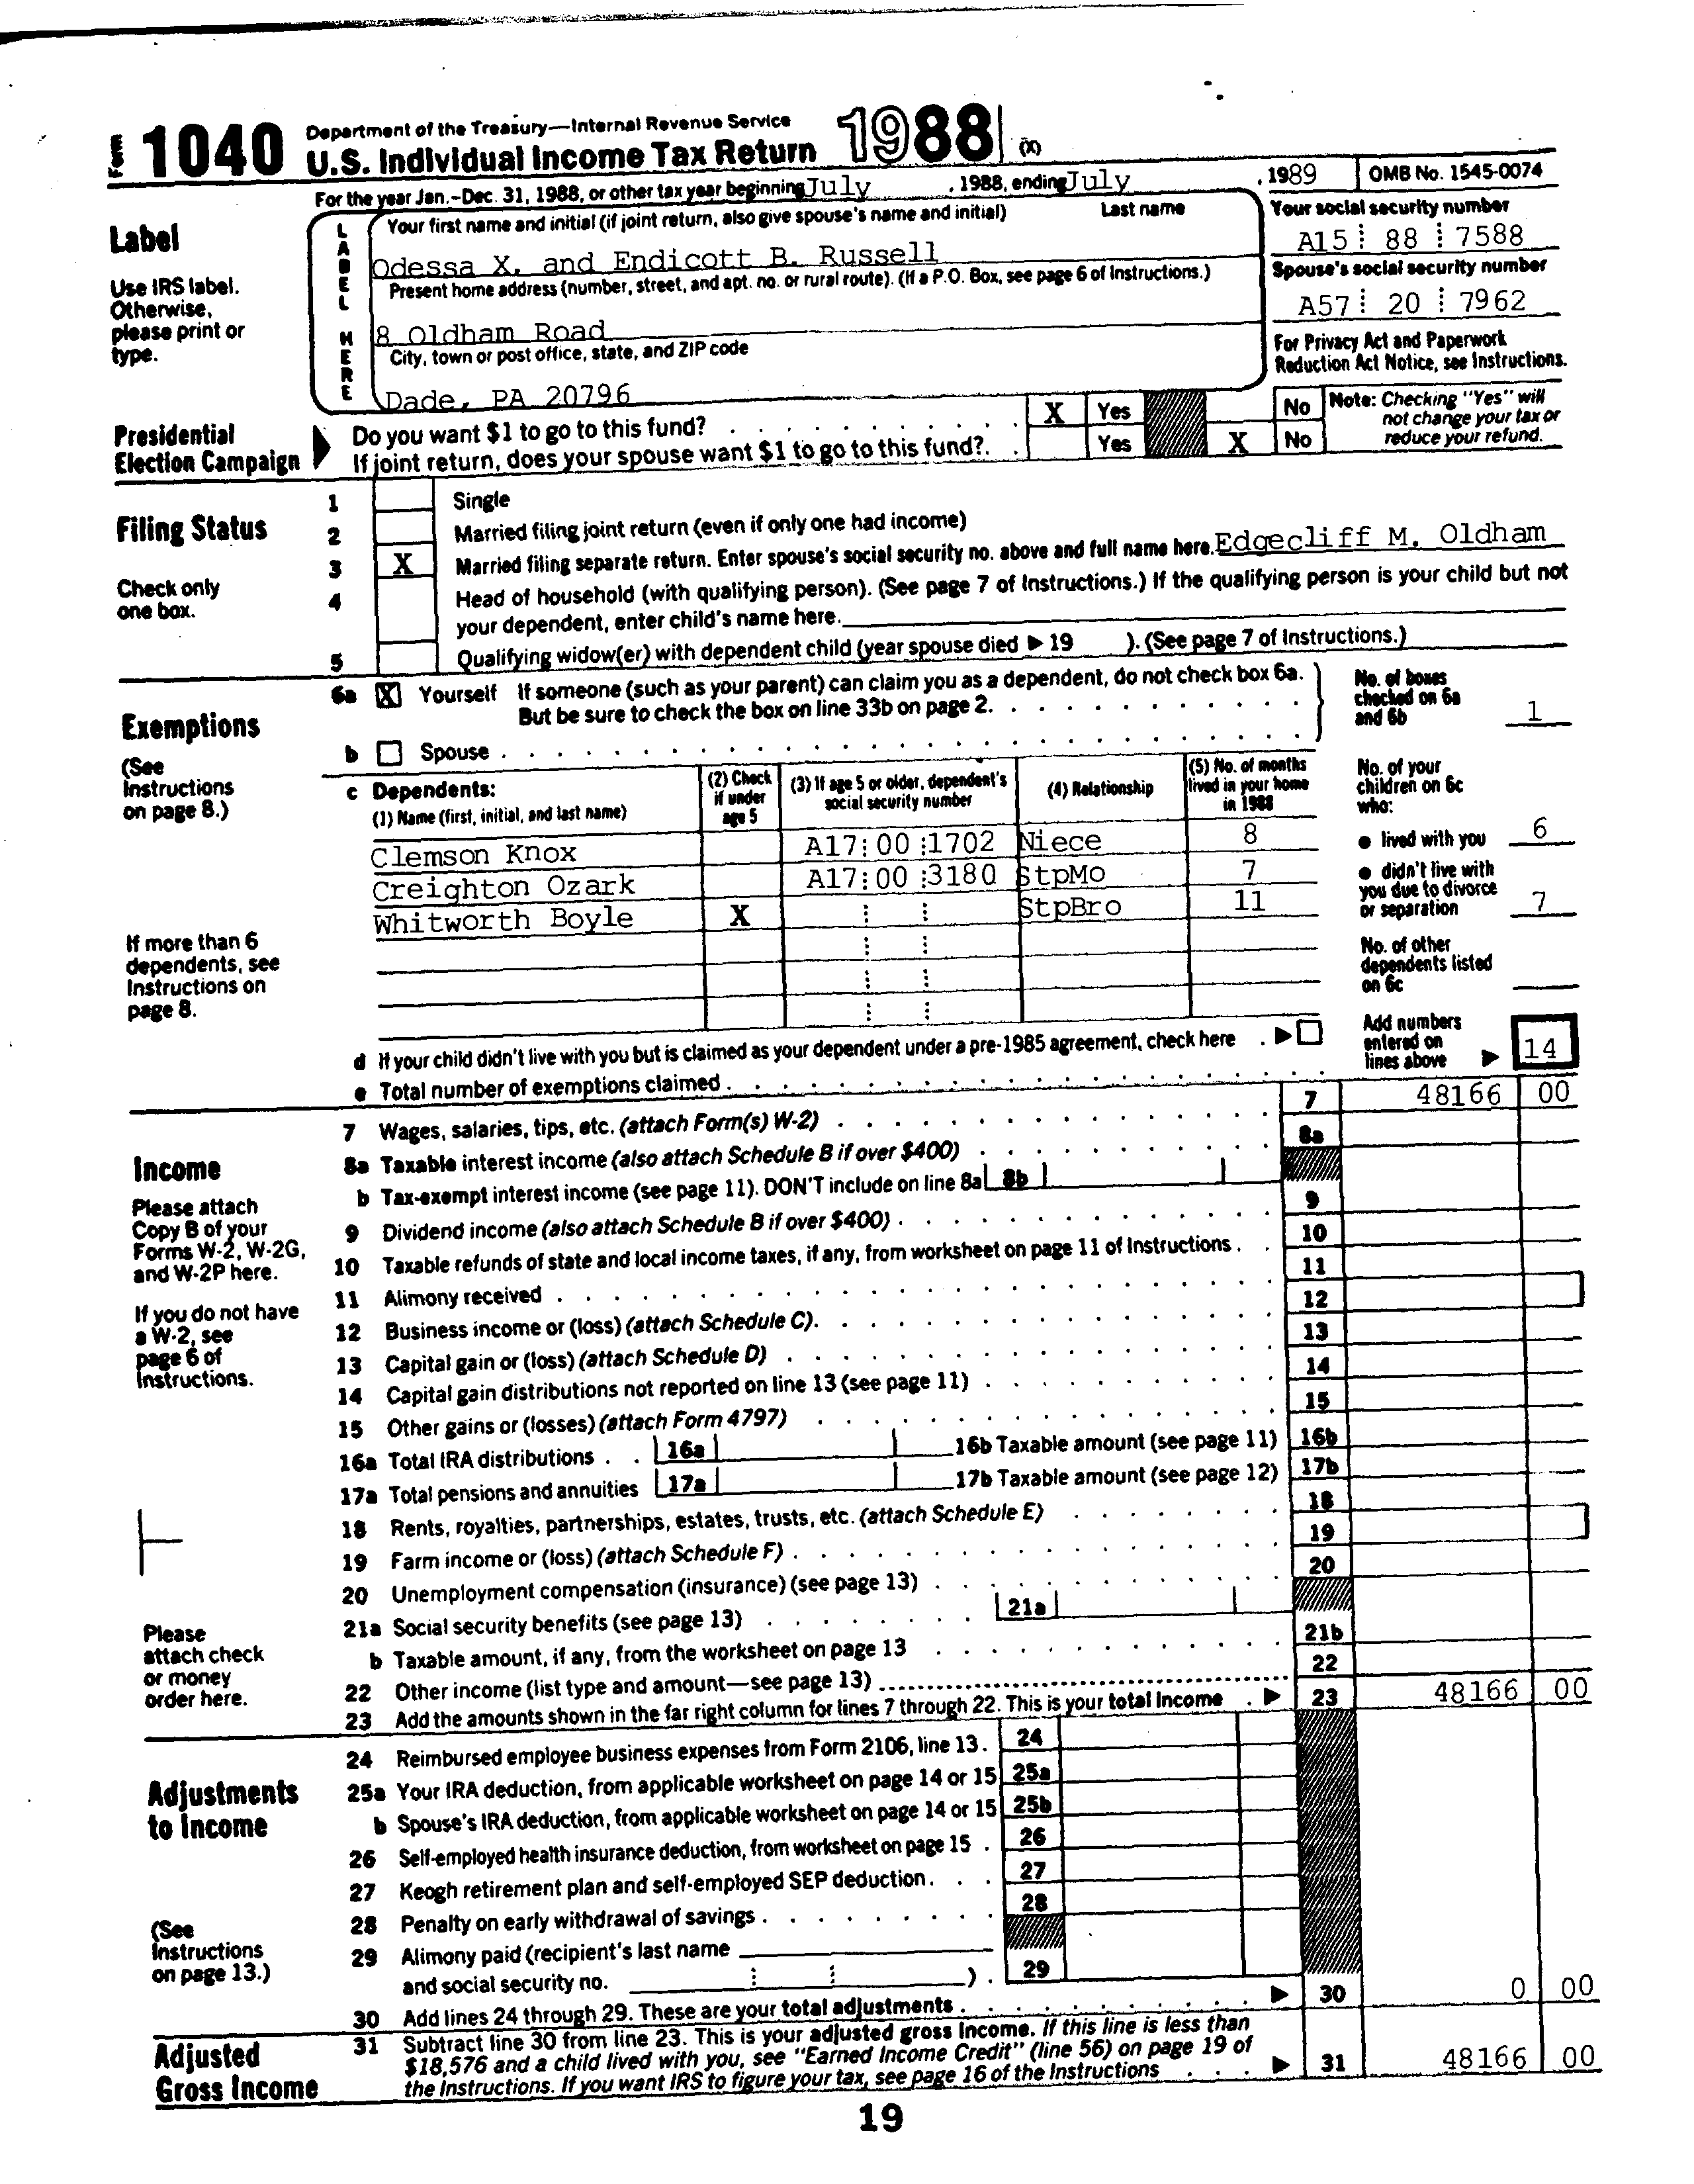 Form 1040 Department of the Treasury—Internal Revenue Service
U.S. Individual Income Tax Return 1988 (X)
For the year Jan.-Dec. 31, 1988, or other tax year beginning July , 1988, ending July , 1989 OMB No. 1545-0074
Label
Use IRS label.
Otherwise,
please print or
type.
LABEL HERE
Your first name and initial (if joint return, also give spouse's name and initial) Last name
Odessa X. and Endicott B. Russell
Present home address (number, street, and apt. no. or rural route). (If a P.O. Box, see page 6 of Instructions.)
8 Oldham Road
City, town or post office, state, and ZIP code
Dade, PA 20796
Your social security number
A15 88 7588
Spouse's social security number
A57 20 7962
For Privacy Act and Paperwork
Reduction Act Notice, see Instructions.
Presidential
Election Campaign
Do you want $1 to go to this fund? X Yes No
If joint return, does your spouse want $1 to go to this fund? Yes X No
Note: Checking "Yes" will
not change your tax or
reduce your refund.
Filing Status
Check only
one box.
1 Single
2 Married filing joint return (even if only one had income)
3 X Married filing separate return. Enter spouse's social security no. above and full name here. Edgecliff M. Oldham
4 Head of household (with qualifying person). (See page 7 of Instructions.) If the qualifying person is your child but not
your dependent, enter child's name here.
5 Qualifying widow(er) with dependent child (year spouse died ▶ 19 ). (See page 7 of Instructions.)
Exemptions
(See
Instructions
on page 8.)
If more than 6
dependents, see
Instructions on
page 8.
6a X Yourself If someone (such as your parent) can claim you as a dependent, do not check box 6a.
But be sure to check the box on line 33b on page 2.
b Spouse
No. of boxes
checked on 6a
and 6b 1
c Dependents:
(1) Name (first, initial, and last name)
(2) Check
if under
age 5
(3) If age 5 or older, dependent's
social security number
(4) Relationship
(5) No. of months
lived in your home
in 1988
Clemson Knox A17 00 1702 Niece 8
Creighton Ozark A17 00 3180 StpMo 7
Whitworth Boyle X StpBro 11
No. of your
children on 6c
who:
● lived with you 6
● didn't live with
you due to divorce
or separation 7
No. of other
dependents listed
on 6c
d If your child didn't live with you but is claimed as your dependent under a pre-1985 agreement, check here ▶
e Total number of exemptions claimed
Add numbers
entered on
lines above ▶ 14
Income
Please attach
Copy B of your
Forms W-2, W-2G,
and W-2P here.
If you do not have
a W-2, see
page 6 of
Instructions.
Please
attach check
or money
order here.
7 Wages, salaries, tips, etc. (attach Form(s) W-2) 7 48166 00
8a Taxable interest income (also attach Schedule B if over $400) 8a
b Tax-exempt interest income (see page 11). DON'T include on line 8a 8b
9 Dividend income (also attach Schedule B if over $400) 9
10 Taxable refunds of state and local income taxes, if any, from worksheet on page 11 of Instructions 10
11 Alimony received 11
12 Business income or (loss) (attach Schedule C) 12
13 Capital gain or (loss) (attach Schedule D) 13
14 Capital gain distributions not reported on line 13 (see page 11) 14
15 Other gains or (losses) (attach Form 4797) 15
16a Total IRA distributions 16a 16b Taxable amount (see page 11) 16b
17a Total pensions and annuities 17a 17b Taxable amount (see page 12) 17b
18 Rents, royalties, partnerships, estates, trusts, etc. (attach Schedule E) 18
19 Farm income or (loss) (attach Schedule F) 19
20 Unemployment compensation (insurance) (see page 13) 20
21a Social security benefits (see page 13) 21a
b Taxable amount, if any, from the worksheet on page 13 21b
22 Other income (list type and amount—see page 13) 22
23 Add the amounts shown in the far right column for lines 7 through 22. This is your total income ▶ 23 48166 00
Adjustments
to Income
(See
Instructions
on page 13.)
24 Reimbursed employee business expenses from Form 2106, line 13. 24
25a Your IRA deduction, from applicable worksheet on page 14 or 15 25a
b Spouse's IRA deduction, from applicable worksheet on page 14 or 15 25b
26 Self-employed health insurance deduction, from worksheet on page 15 26
27 Keogh retirement plan and self-employed SEP deduction 27
28 Penalty on early withdrawal of savings 28
29 Alimony paid (recipient's last name
and social security no. ) 29
30 Add lines 24 through 29. These are your total adjustments ▶ 30 0 00
Adjusted
Gross Income
31 Subtract line 30 from line 23. This is your adjusted gross income. If this line is less than
$18,576 and a child lived with you, see "Earned Income Credit" (line 56) on page 19 of
the Instructions. If you want IRS to figure your tax, see page 16 of the Instructions ▶ 31 48166 00
19